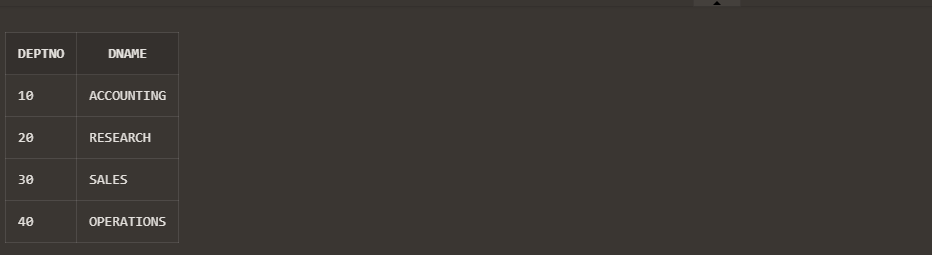 DEPTNO DNAME
10 ACCOUNTING
20 RESEARCH
30 SALES
40 OPERATIONS